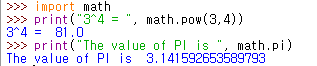 >>> import math
>>> print("3^4 = ", math.pow(3,4))
3^4 =  81.0
>>> print("The value of PI is ", math.pi)
The value of PI is  3.141592653589793